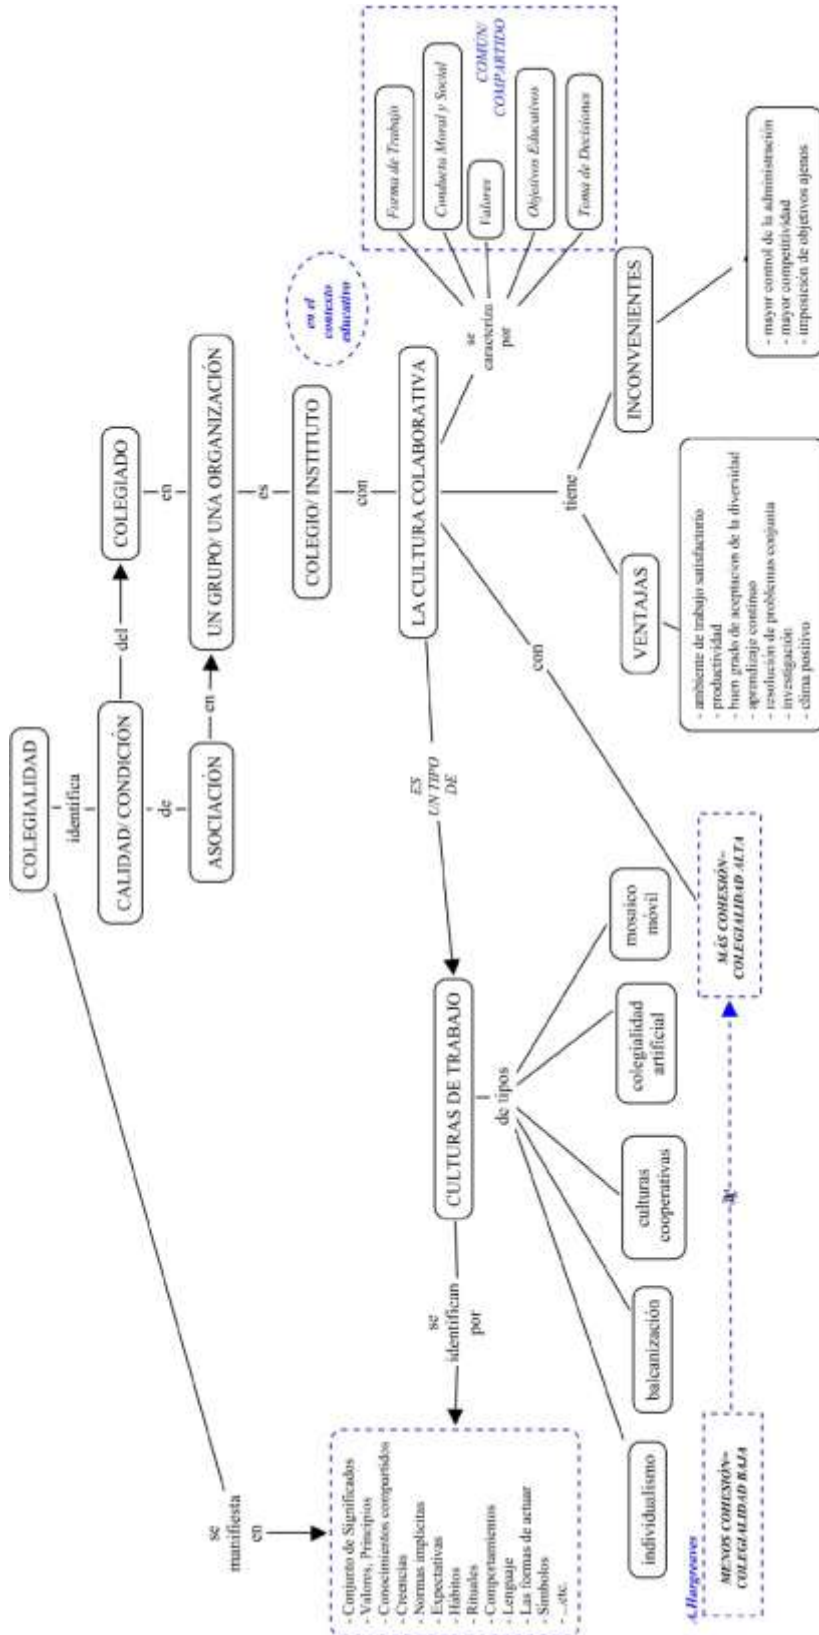 COLEGIALIDAD
identifica
CALIDAD/ CONDICIÓN
del
COLEGIADO
de
ASOCIACIÓN
en
en
UN GRUPO/ UNA ORGANIZACIÓN
es
COLEGIO/ INSTITUTO
en el
contexto
educativo
con
LA CULTURA COLABORATIVA
se
caracteriza
por
Forma de Trabajo
Conducta Moral y Social
Valores
Objetivos Educativos
Toma de Decisiones
COMÚN/
COMPARTIDO
tiene
VENTAJAS
- ambiente de trabajo satisfactorio
- productividad
- buen grado de aceptacion de la diversidad
- aprendizaje contínuo
- resolución de problemas conjunta
- investigación
- clima positivo
INCONVENIENTES
- mayor control de la administración
- mayor competitividad
- imposición de objetivos ajenos
con
ES
UN TIPO
DE
CULTURAS DE TRABAJO
se
identifican
por
se
manifiesta
en
- Conjunto de Significados
- Valores, Principios
- Conocimientos compartidos
- Creencias
- Normas implícitas
- Expectativas
- Hábitos
- Rituales
- Comportamientos
- Lenguaje
- Las formas de actuar
- Símbolos
- ...etc.
de tipos
individualismo
balcanización
culturas
cooperativas
colegialidad
artificial
mosaico
móvil
A.Hargreaves
MENOS COHESIÓN=
COLEGIALIDAD BAJA
a
MÁS COHESIÓN=
COLEGIALIDAD ALTA